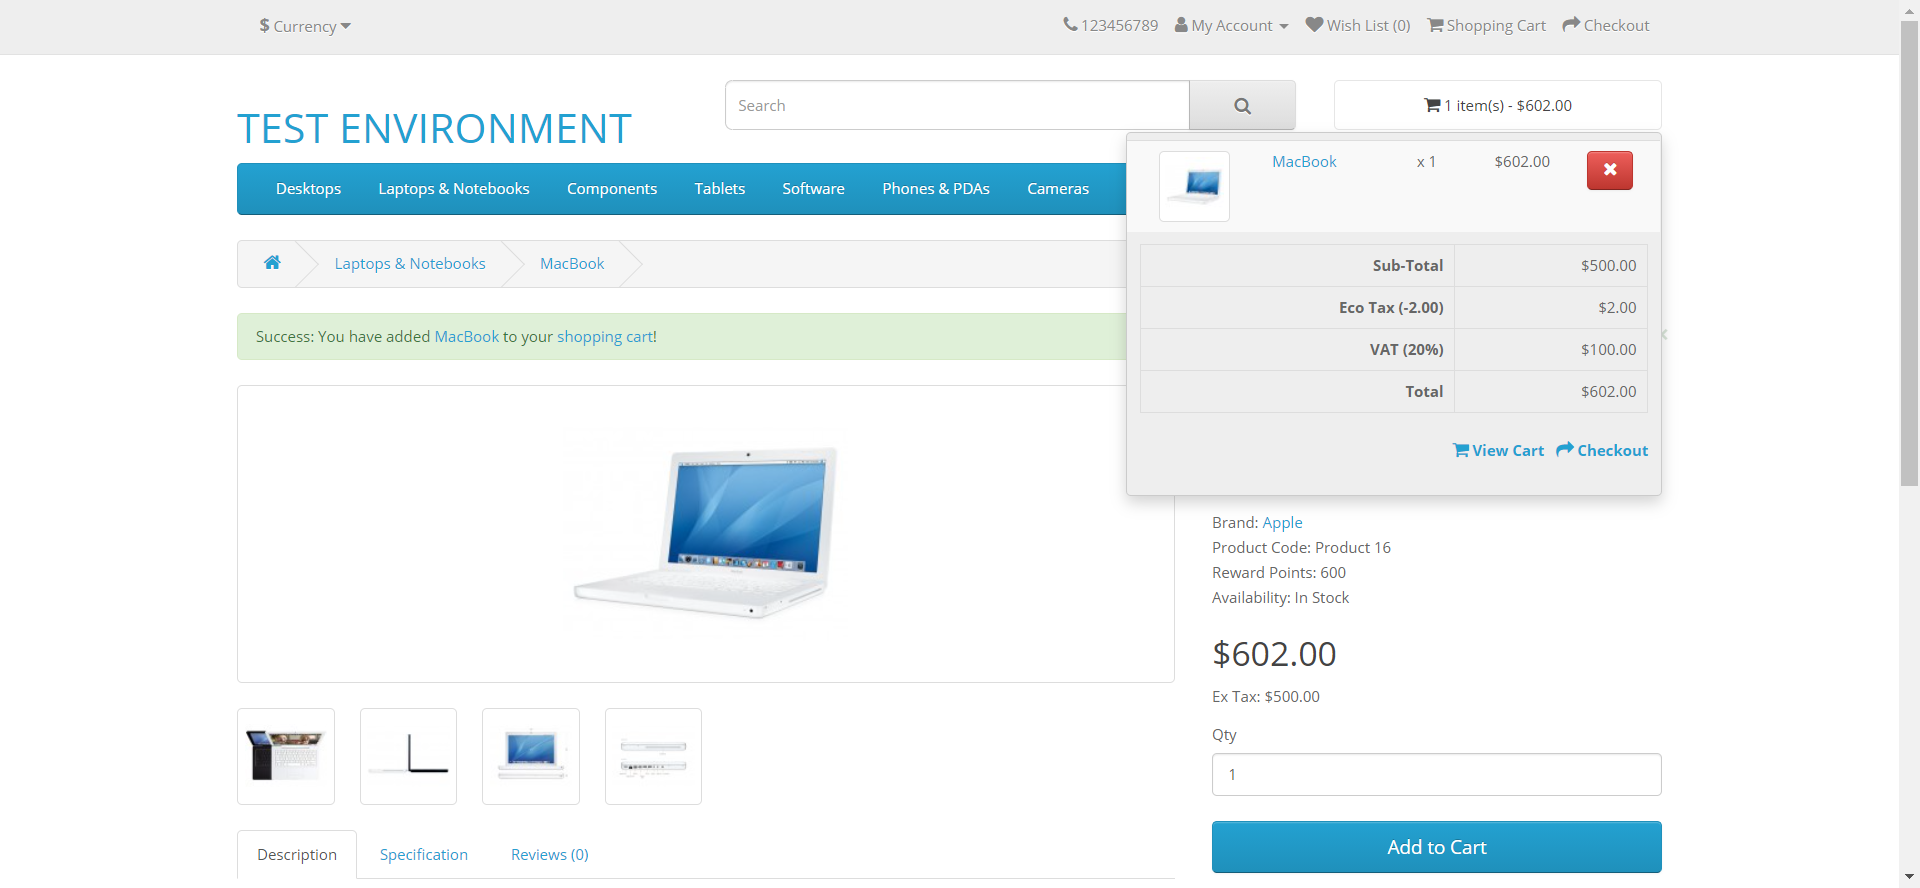 $ Currency
123456789 My Account Wish List (0) Shopping Cart Checkout
Search
1 item(s) - $602.00
TEST ENVIRONMENT
MacBook x 1 $602.00
Desktops Laptops & Notebooks Components Tablets Software Phones & PDAs Cameras
Sub-Total $500.00
Eco Tax (-2.00) $2.00
VAT (20%) $100.00
Total $602.00
View Cart Checkout
Laptops & Notebooks MacBook
Success: You have added MacBook to your shopping cart!
Brand: Apple
Product Code: Product 16
Reward Points: 600
Availability: In Stock
$602.00
Ex Tax: $500.00
Qty
1
Add to Cart
Description Specification Reviews (0)